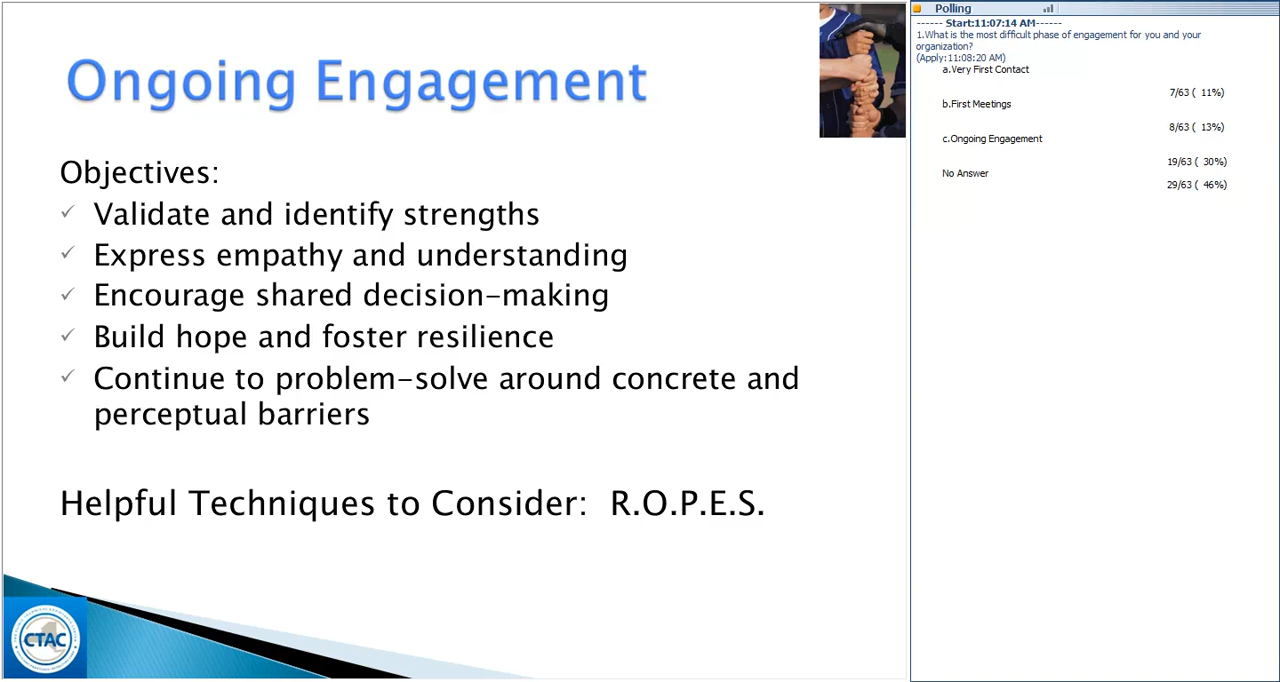 Ongoing Engagement
Objectives:
✓ Validate and identify strengths
✓ Express empathy and understanding
✓ Encourage shared decision-making
✓ Build hope and foster resilience
✓ Continue to problem-solve around concrete and
perceptual barriers
Helpful Techniques to Consider: R.O.P.E.S.
CTAC
Polling
------ Start:11:07:14 AM------
1.What is the most difficult phase of engagement for you and your
organization?
(Apply:11:08:20 AM)
a.Very First Contact
7/63 ( 11%)
b.First Meetings
8/63 ( 13%)
c.Ongoing Engagement
19/63 ( 30%)
No Answer
29/63 ( 46%)